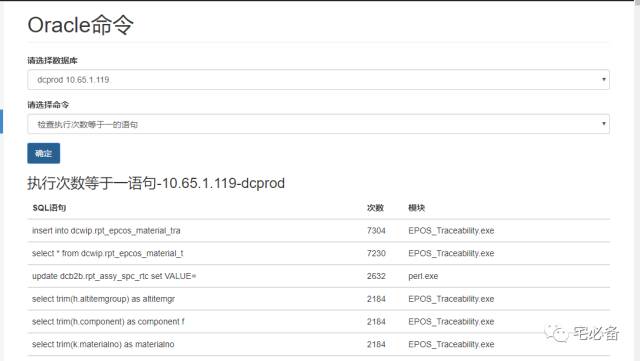 Oracle命令
请选择数据库
dcprod 10.65.1.119
请选择命令
检查执行次数等于一的语句
确定
执行次数等于一语句-10.65.1.119-dcprod
SQL语句 次数 模块
insert into dcwip.rpt_epcos_material_tra 7304 EPOS_Traceability.exe
select * from dcwip.rpt_epcos_material_t 7230 EPOS_Traceability.exe
update dcb2b.rpt_assy_spc_rtc set VALUE= 2632 perl.exe
select trim(h.altitemgroup) as altitemgr 2184 EPOS_Traceability.exe
select trim(h.component) as component f 2184 EPOS_Traceability.exe
select trim(k.materialno) as materialno 2184 EPOS_Traceability.exe
宅必备